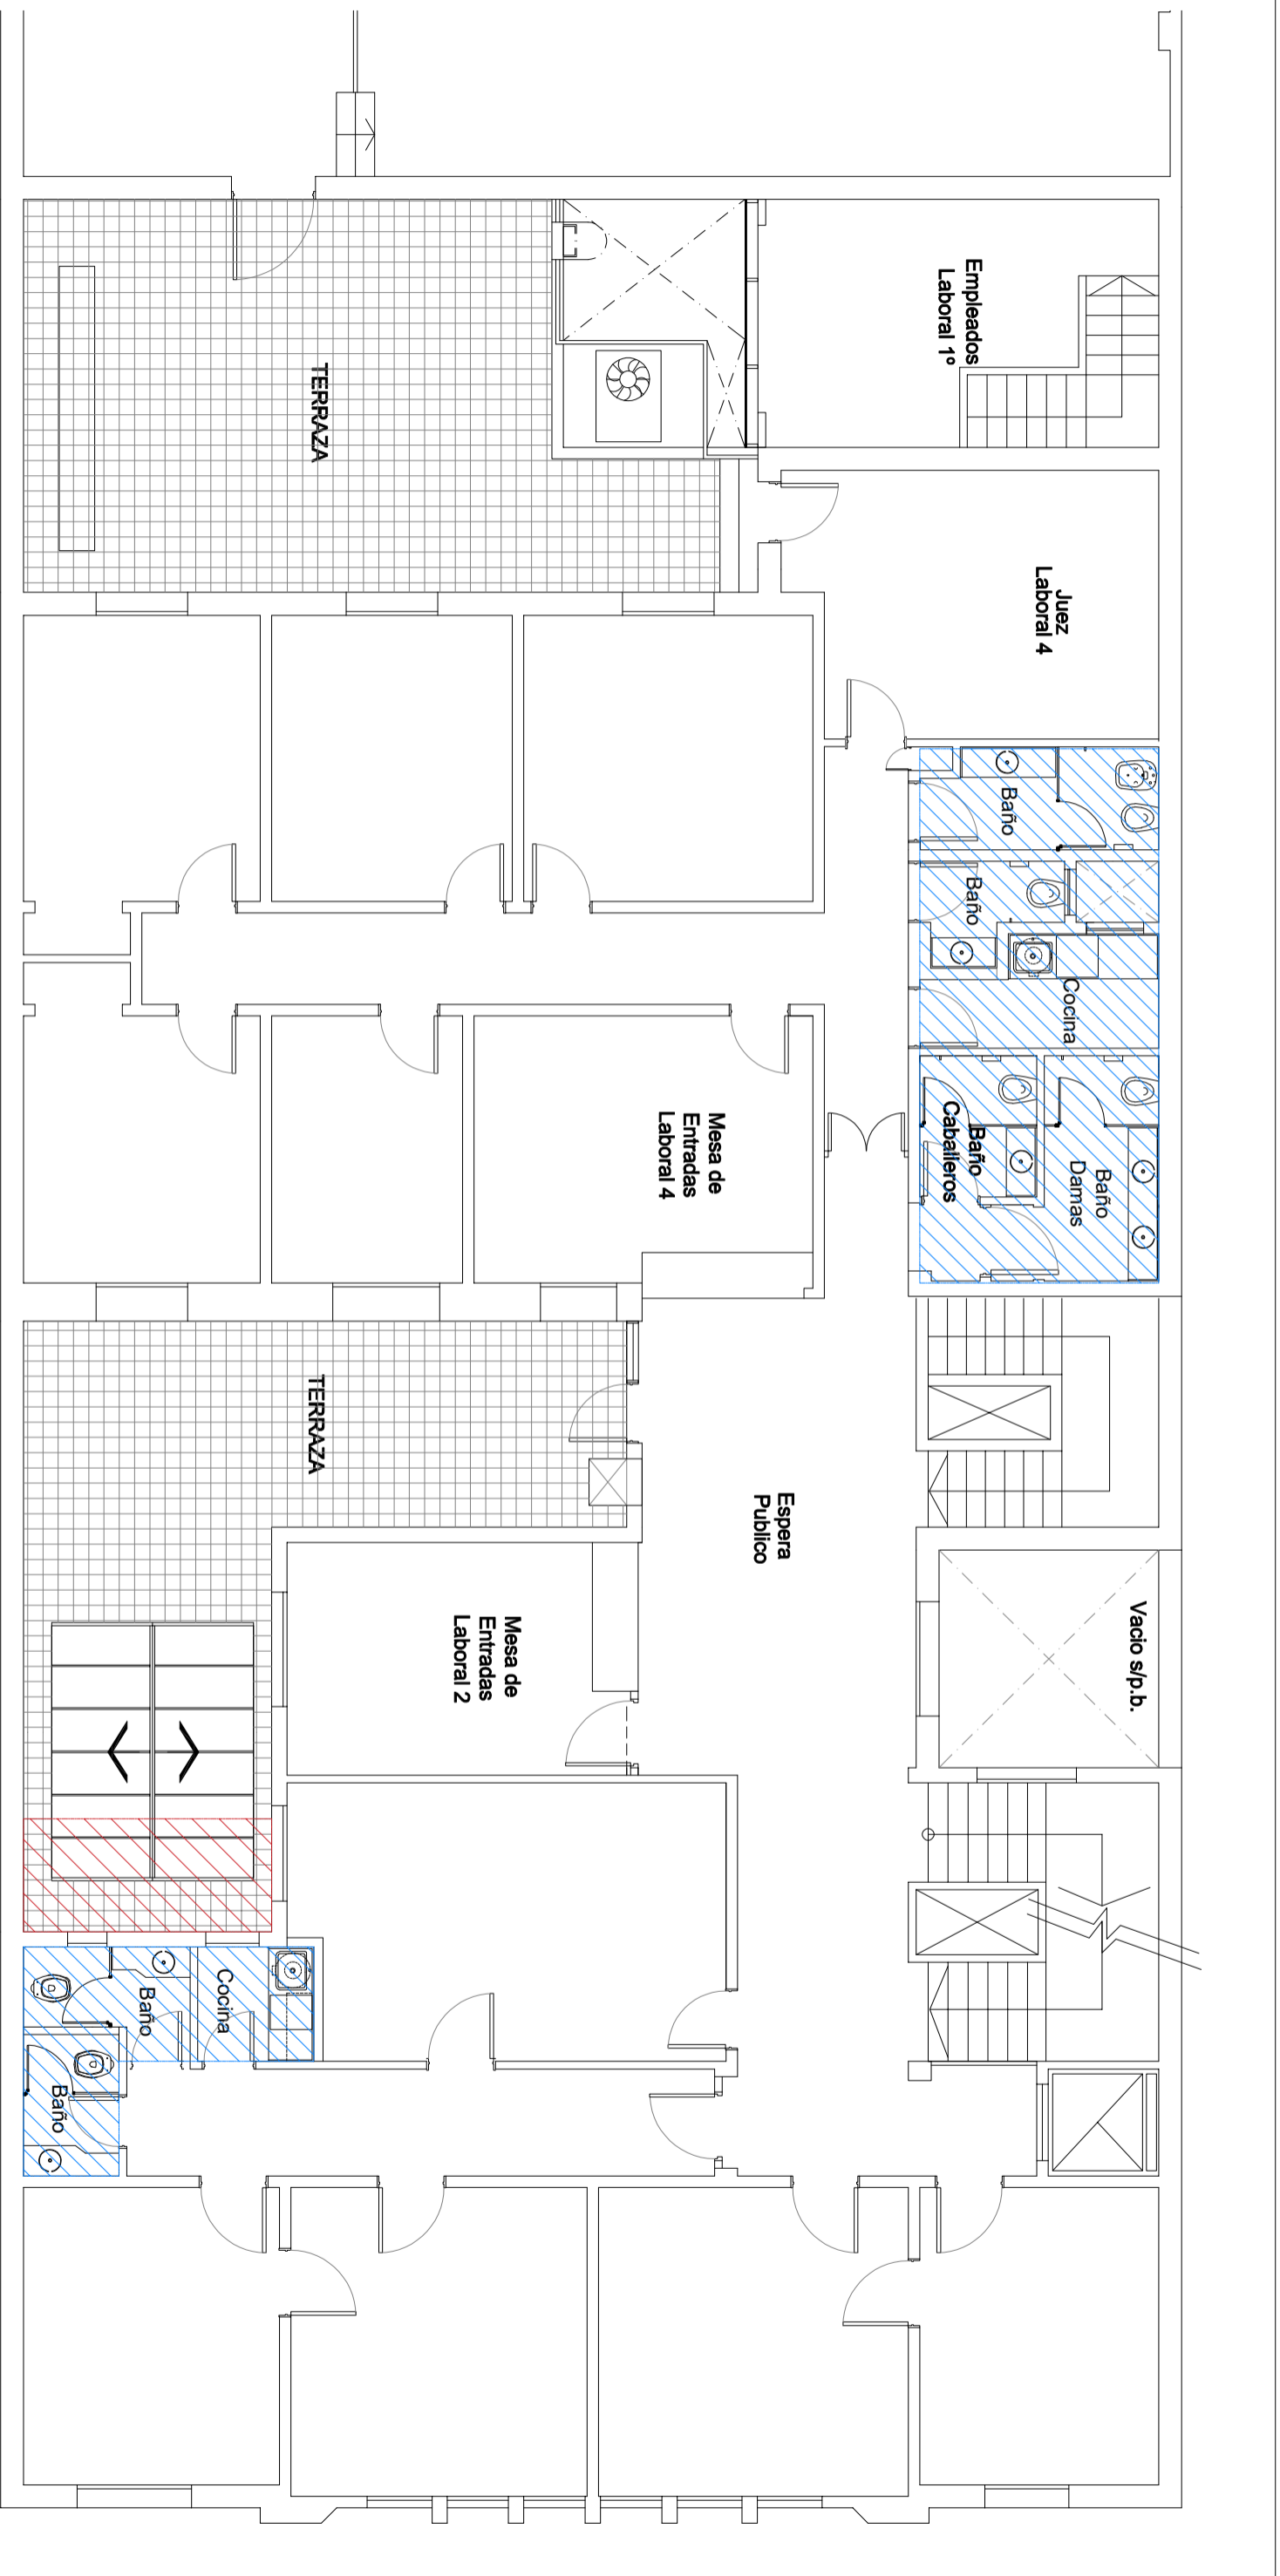 Empleados
Laboral 1º
TERRAZA
Juez
Laboral 4
Baño
Baño
Cocina
Baño
Caballeros
Baño
Damas
Mesa de
Entradas
Laboral 4
TERRAZA
Espera
Publico
Vacio s/p.b.
Mesa de
Entradas
Laboral 2
Cocina
Baño
Baño